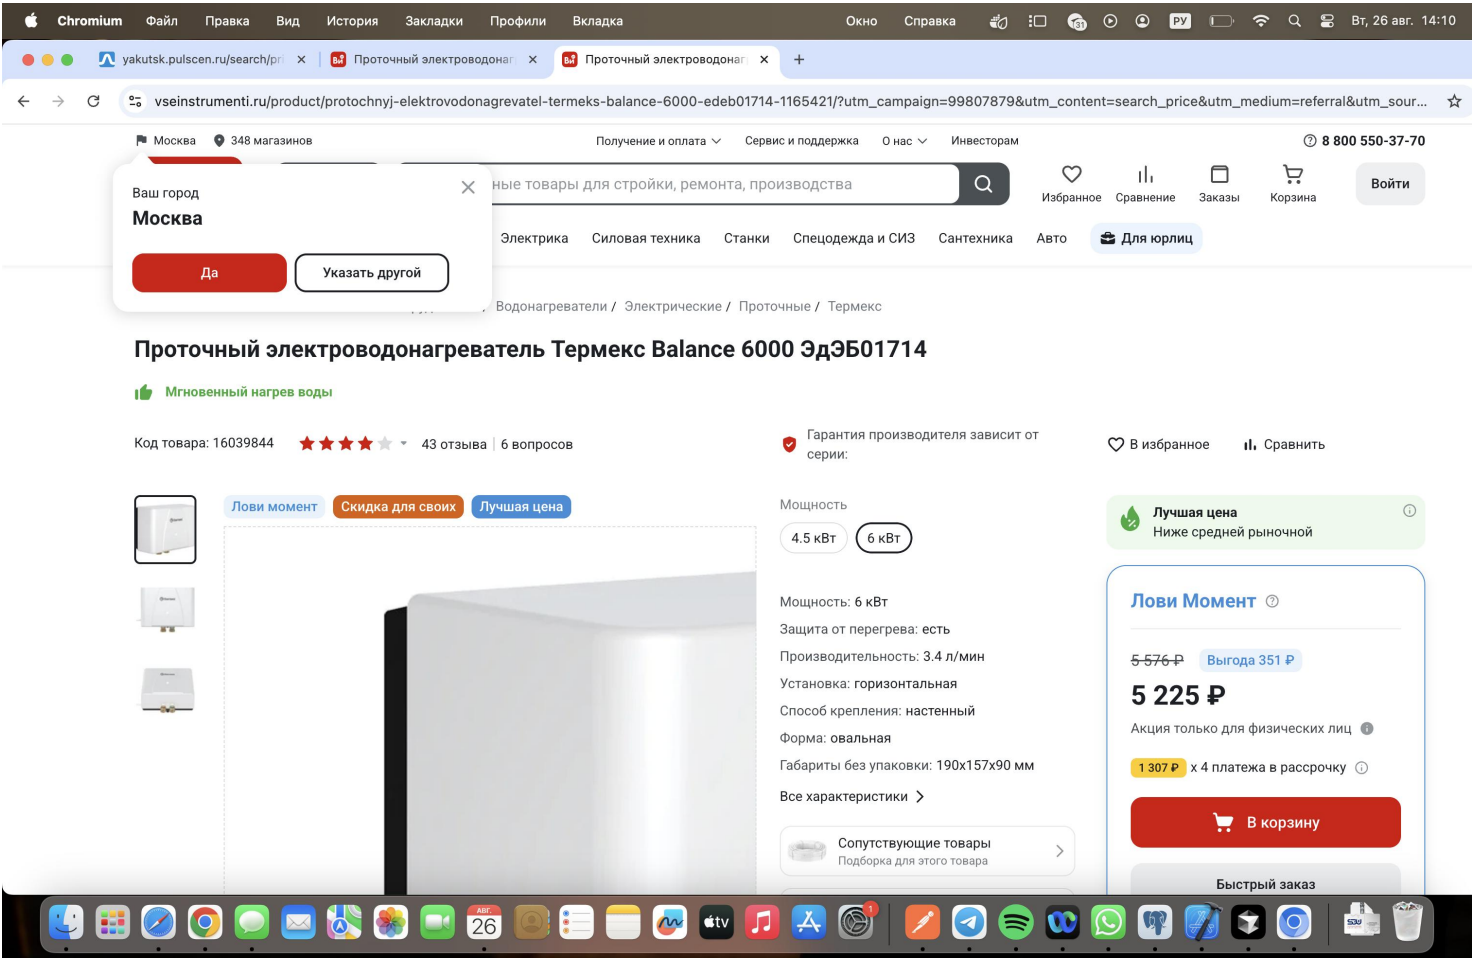 Chromium Файл Правка Вид История Закладки Профили Вкладка Окно Справка РУ Вт, 26 авг. 14:10
yakutsk.pulscen.ru/search/pri
Проточный электроводонаг
Проточный электроводонаг
vseinstrumenti.ru/product/protochnyj-elektrovodonagrevatel-termeks-balance-6000-edeb01714-1165421/?utm_campaign=99807879&utm_content=search_price&utm_medium=referral&utm_sour...
Москва 348 магазинов Получение и оплата Сервис и поддержка О нас Инвесторам 8 800 550-37-70
Ваш город
Москва
Да Указать другой
ные товары для стройки, ремонта, производства
Избранное Сравнение Заказы Корзина Войти
Электрика Силовая техника Станки Спецодежда и СИЗ Сантехника Авто Для юрлиц
Водонагреватели / Электрические / Проточные / Термекс
Проточный электроводонагреватель Термекс Balance 6000 ЭдЭБ01714
Мгновенный нагрев воды
Код товара: 16039844 43 отзыва 6 вопросов
Гарантия производителя зависит от
серии:
В избранное Сравнить
Лови момент Скидка для своих Лучшая цена
Мощность
4.5 кВт 6 кВт
Мощность: 6 кВт
Защита от перегрева: есть
Производительность: 3.4 л/мин
Установка: горизонтальная
Способ крепления: настенный
Форма: овальная
Габариты без упаковки: 190x157x90 мм
Все характеристики
Сопутствующие товары
Подборка для этого товара
Лучшая цена
Ниже средней рыночной
Лови Момент
5 576 ₽ Выгода 351 ₽
5 225 ₽
Акция только для физических лиц
1 307 ₽ х 4 платежа в рассрочку
В корзину
Быстрый заказ
АВГ.
26
tv
1